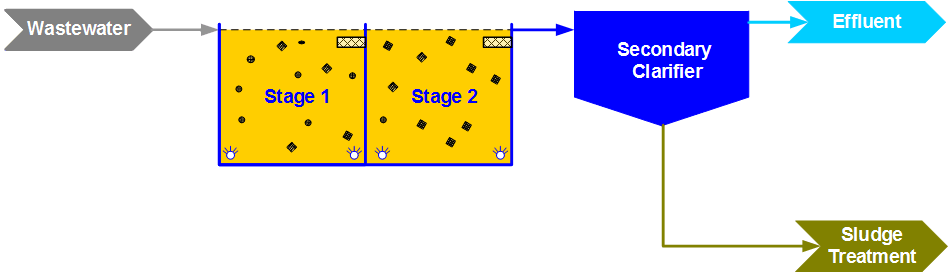 Wastewater
Stage 1
Stage 2
Secondary
Clarifier
Effluent
Sludge
Treatment